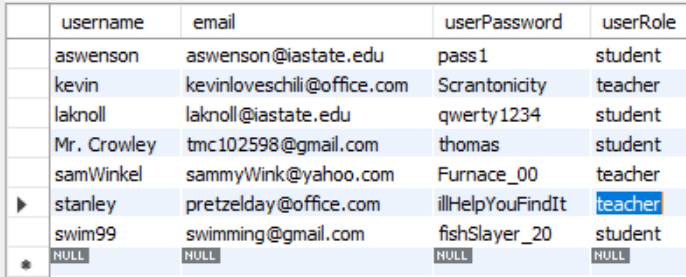 username email userPassword userRole
aswenson aswenson@iastate.edu pass1 student
kevin kevinloveschili@office.com Scrantonicity teacher
laknoll laknoll@iastate.edu qwerty1234 student
Mr. Crowley tmc102598@gmail.com thomas student
samWinkel sammyWink@yahoo.com Furnace_00 teacher
stanley pretzelday@office.com illHelpYouFindIt teacher
swim99 swimming@gmail.com fishSlayer_20 student
NULL NULL NULL NULL